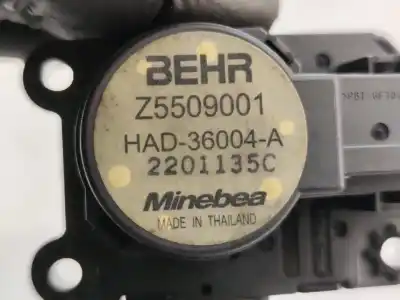 BEHR
Z5509001
HAD-36004-A
2201135C
Minebea
MADE IN THAILAND